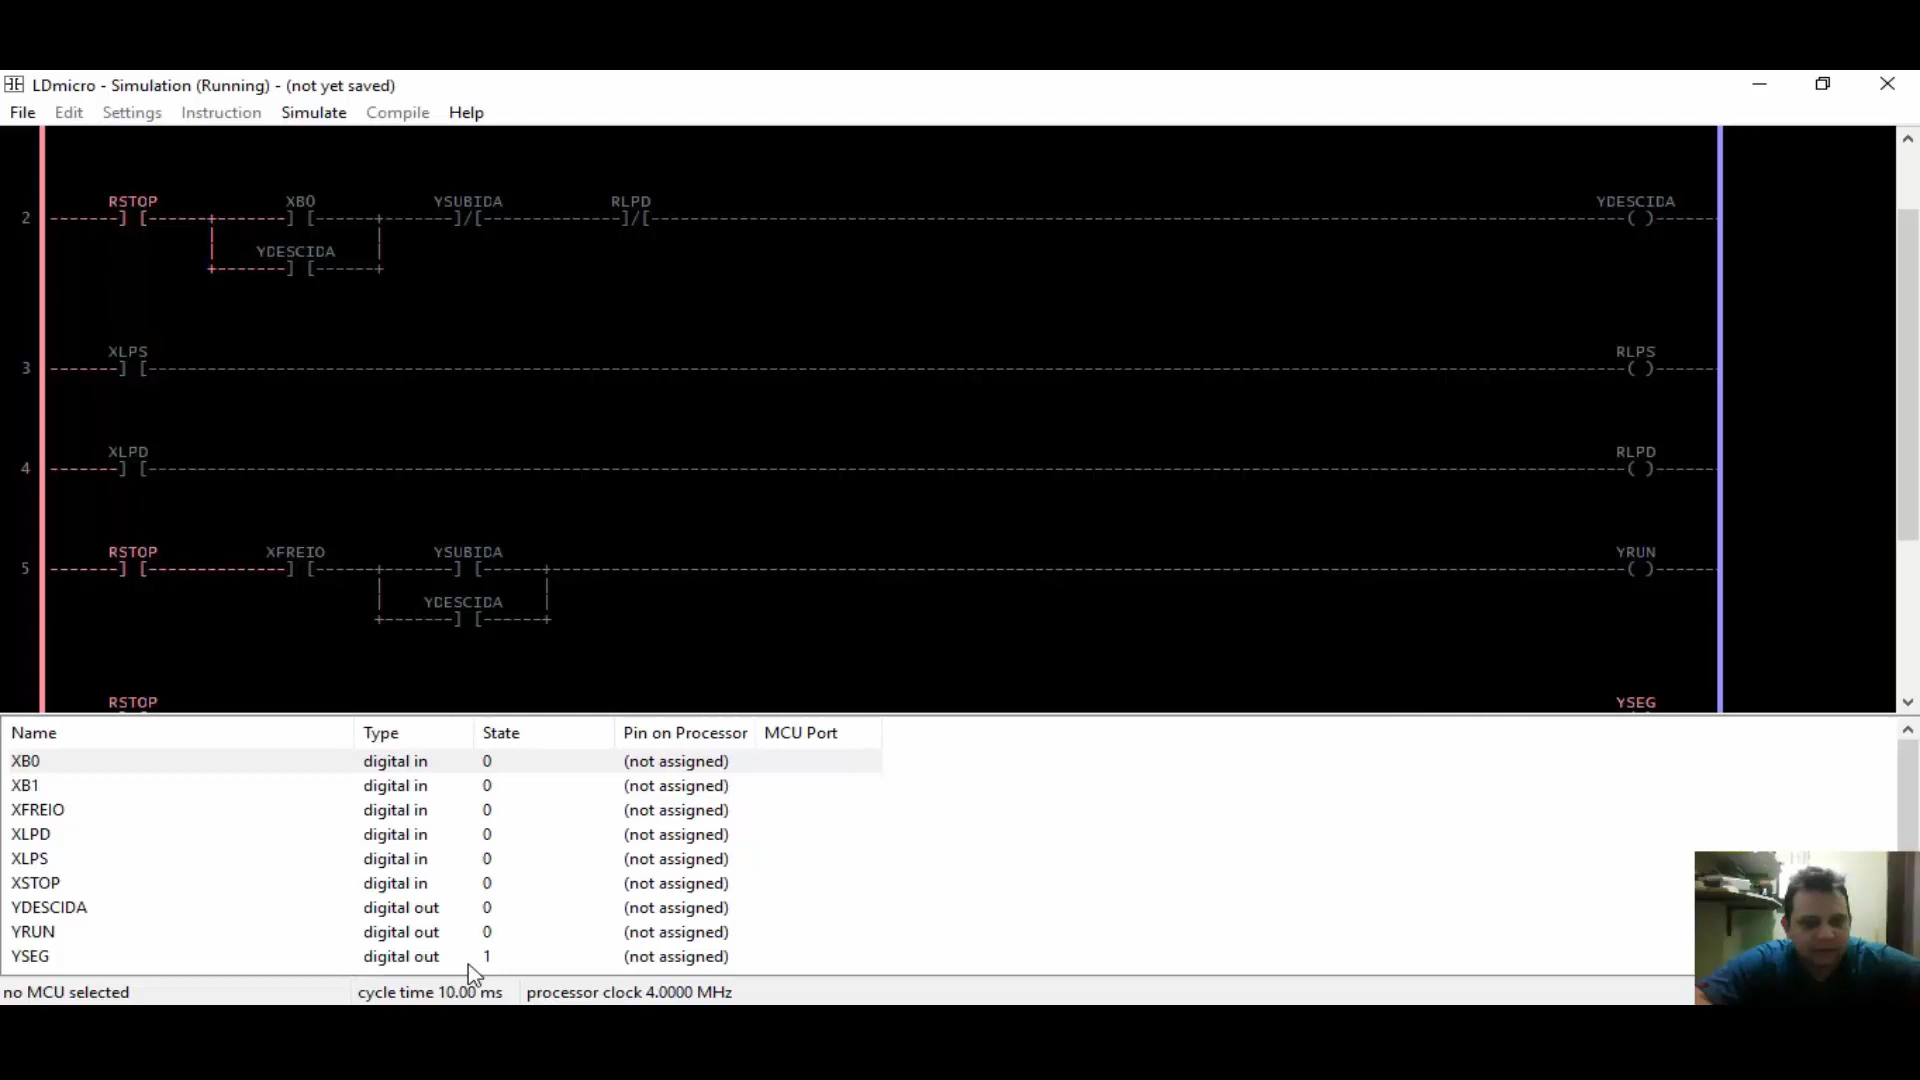 LDmicro - Simulation (Running) - (not yet saved)
File Edit Settings Instruction Simulate Compile Help
RSTOP XB0 YSUBIDA RLPD YDESCIDA
2 ------] [------+------] [------+------]/[------]/[------( )------
YDESCIDA
+------] [------+
XLPS RLPS
3 ------] [------( )------
XLPD RLPD
4 ------] [------( )------
RSTOP XFREIO YSUBIDA YRUN
5 ------] [------] [------+------] [------+------( )------
YDESCIDA
+------] [------+
RSTOP YSEG
Name Type State Pin on Processor MCU Port
XB0 digital in 0 (not assigned)
XB1 digital in 0 (not assigned)
XFREIO digital in 0 (not assigned)
XLPD digital in 0 (not assigned)
XLPS digital in 0 (not assigned)
XSTOP digital in 0 (not assigned)
YDESCIDA digital out 0 (not assigned)
YRUN digital out 0 (not assigned)
YSEG digital out 1 (not assigned)
no MCU selected cycle time 10.00 ms processor clock 4.0000 MHz